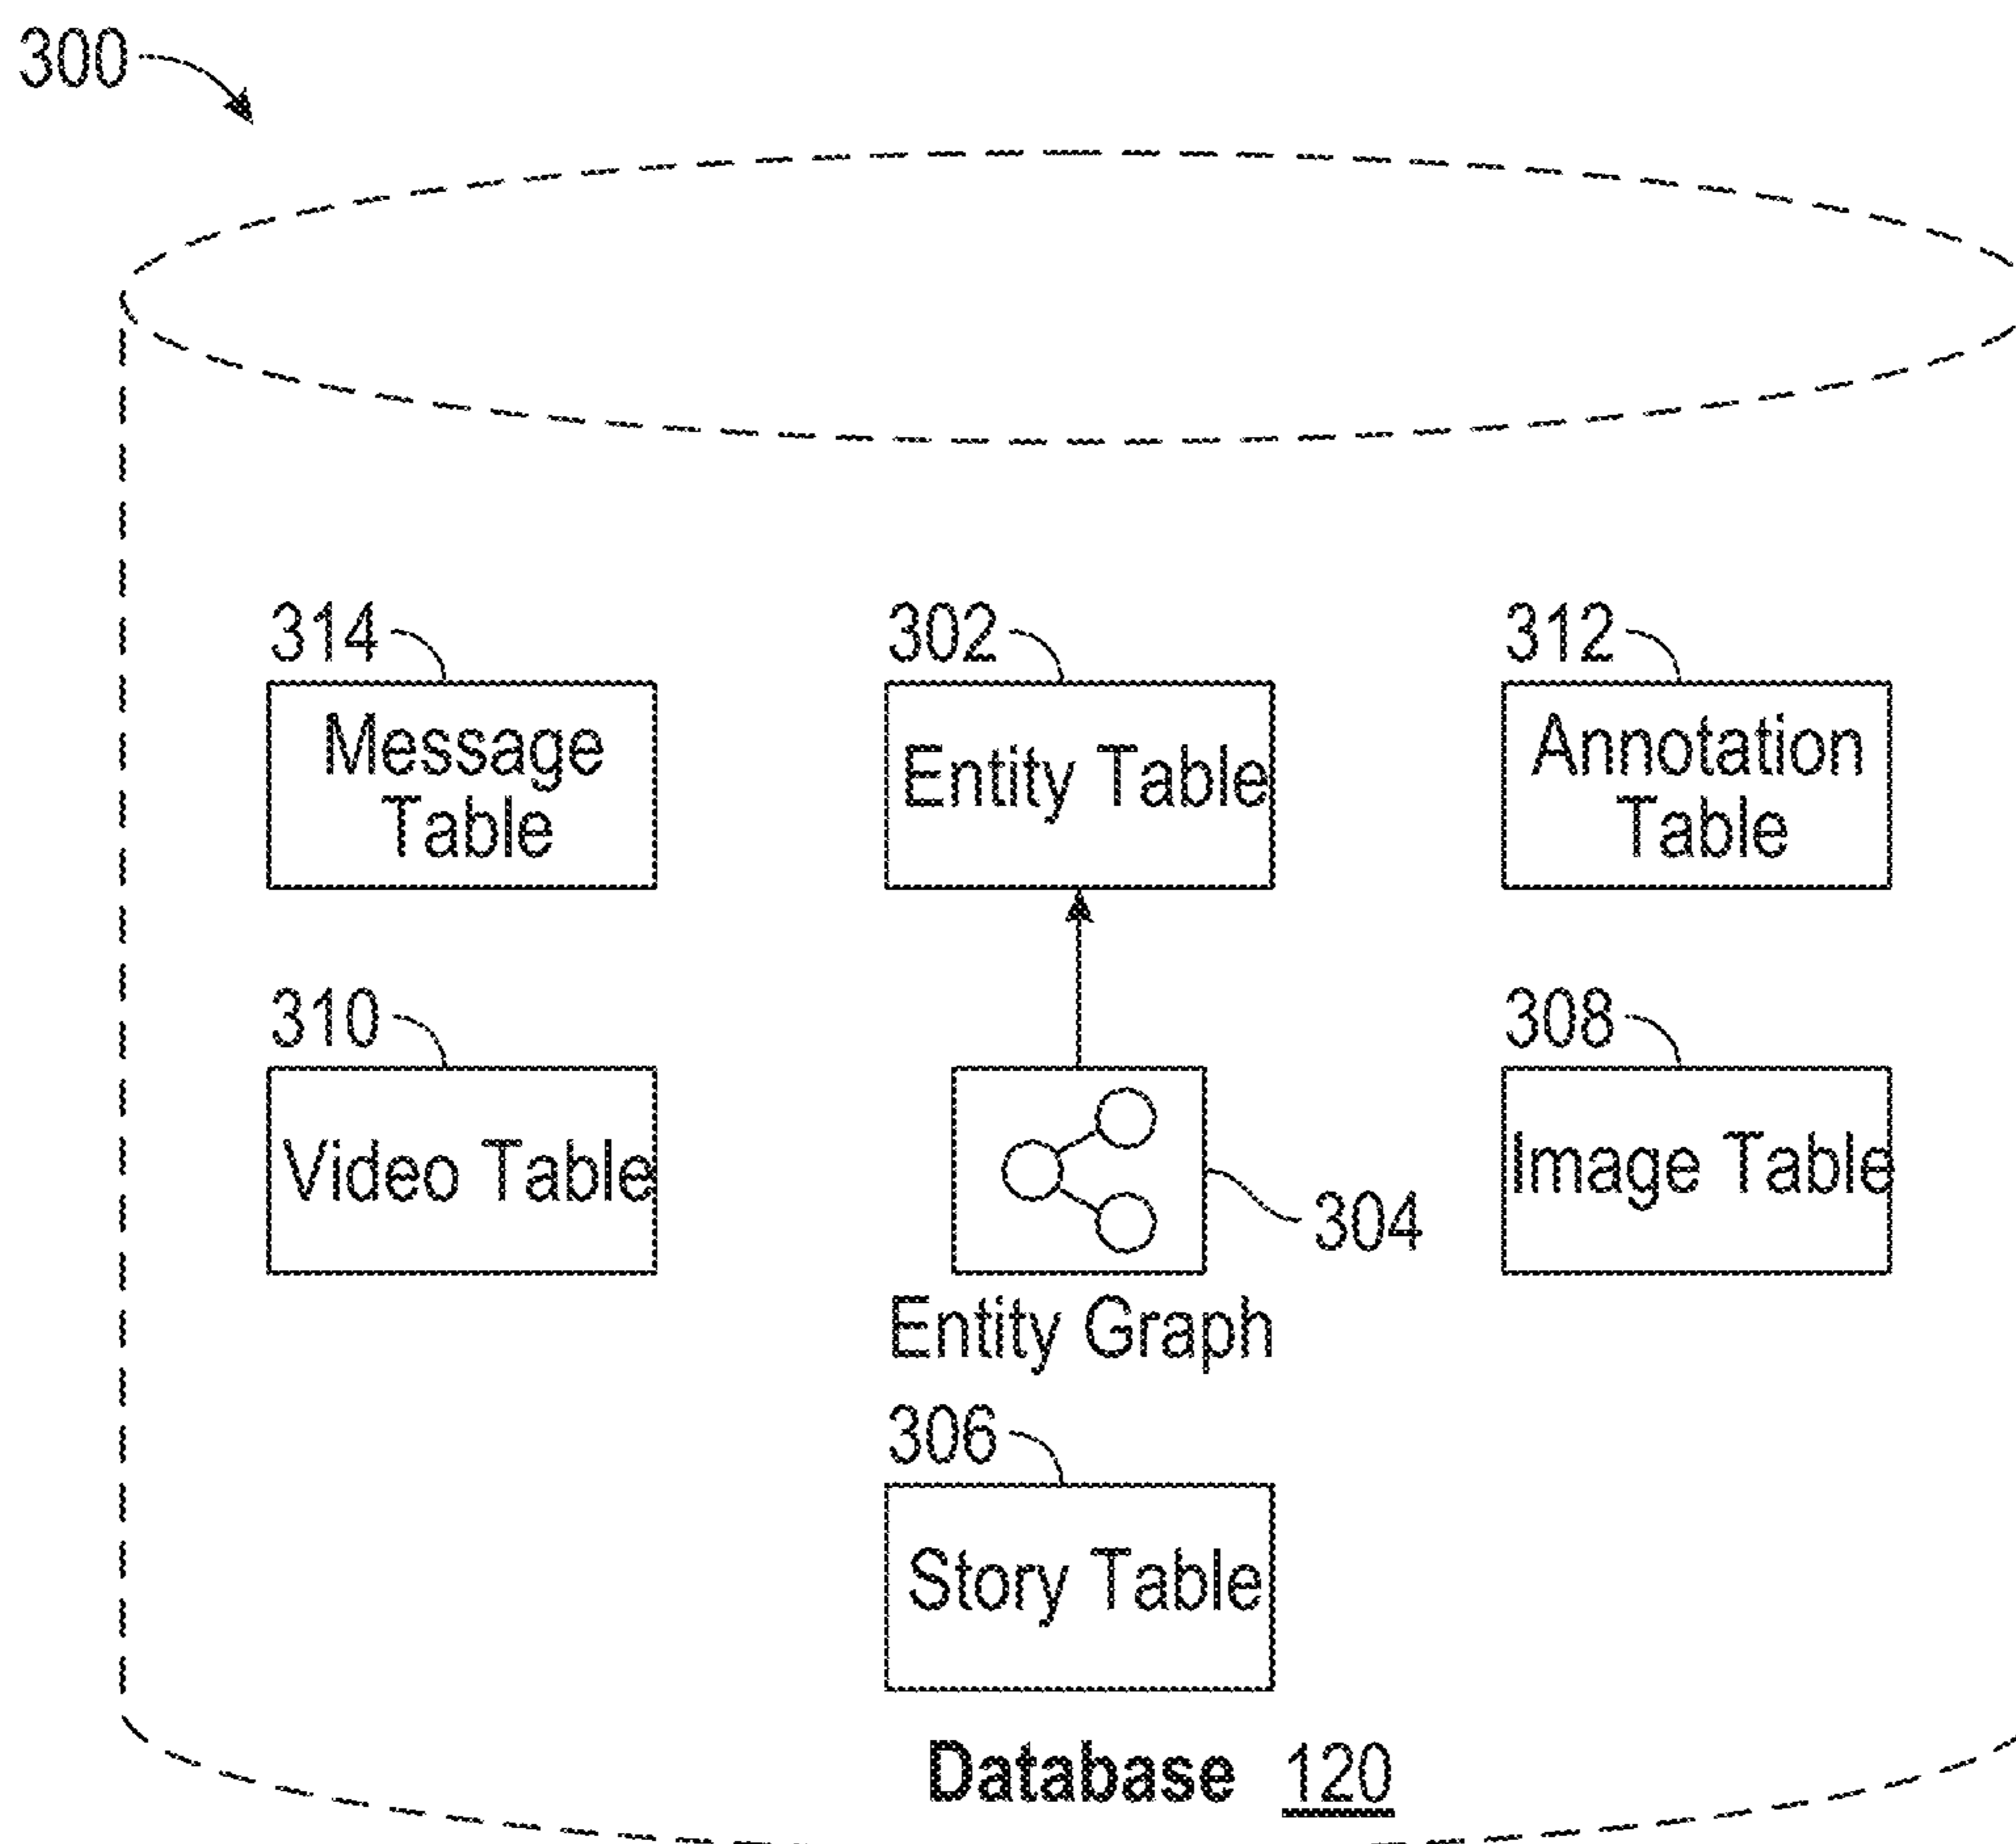 300
314
302
312
Message
Table
Entity Table
Annotation
Table
310
308
Video Table
Image Table
304
Entity Graph
306
Story Table
Database 120